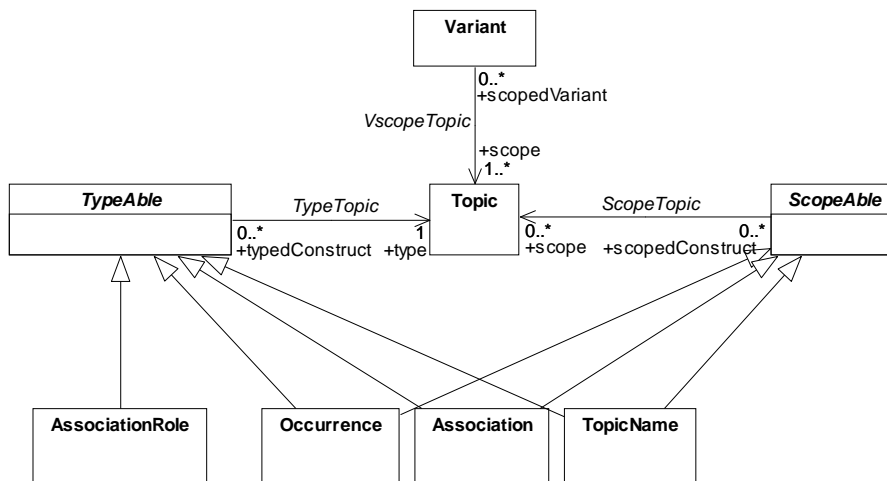 Variant
0..*
+scopedVariant
VscopeTopic
+scope
1..*
TypeAble
TypeTopic
Topic
ScopeTopic
ScopeAble
0..*
1
0..*
0..*
+typedConstruct
+type
+scope
+scopedConstruct
AssociationRole
Occurrence
Association
TopicName